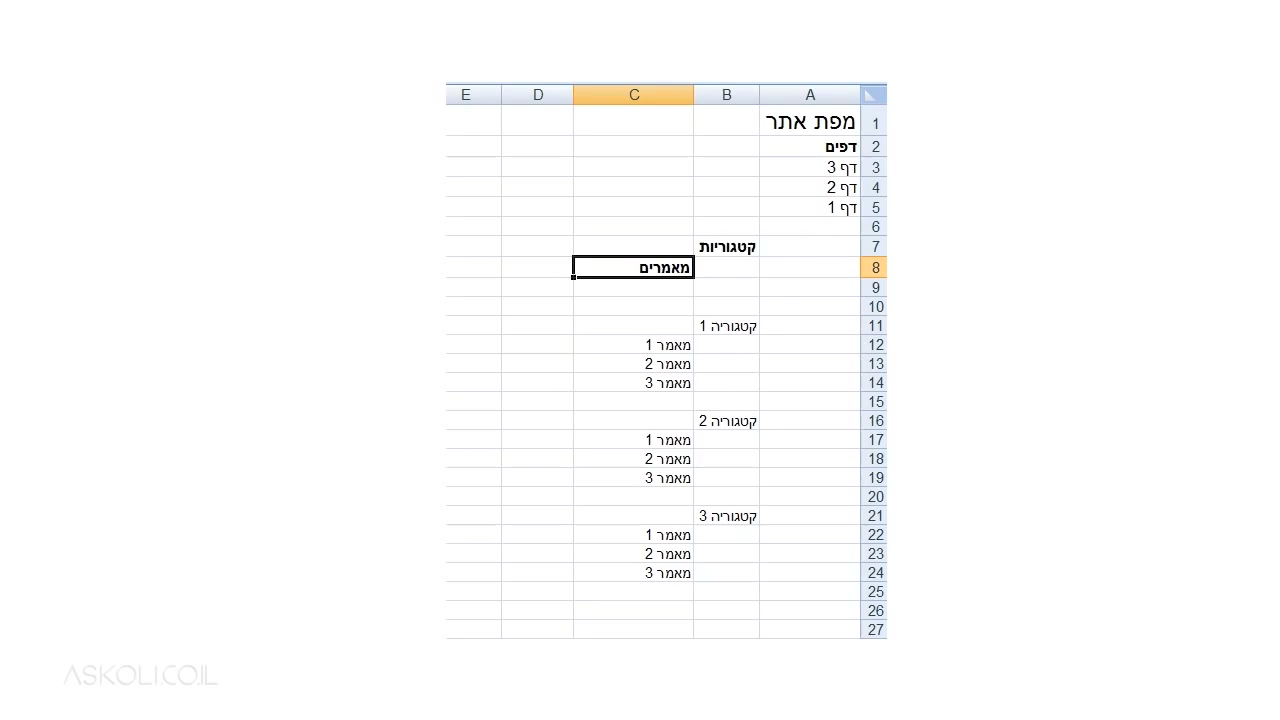 E D C B A
1 מפת אתר
2 דפים
3 דף 3
4 דף 2
5 דף 1
6
7 קטגוריות
8 מאמרים
9
10
11 קטגוריה 1
12 מאמר 1
13 מאמר 2
14 מאמר 3
15
16 קטגוריה 2
17 מאמר 1
18 מאמר 2
19 מאמר 3
20
21 קטגוריה 3
22 מאמר 1
23 מאמר 2
24 מאמר 3
25
26
27
ASKOLI.CO.IL